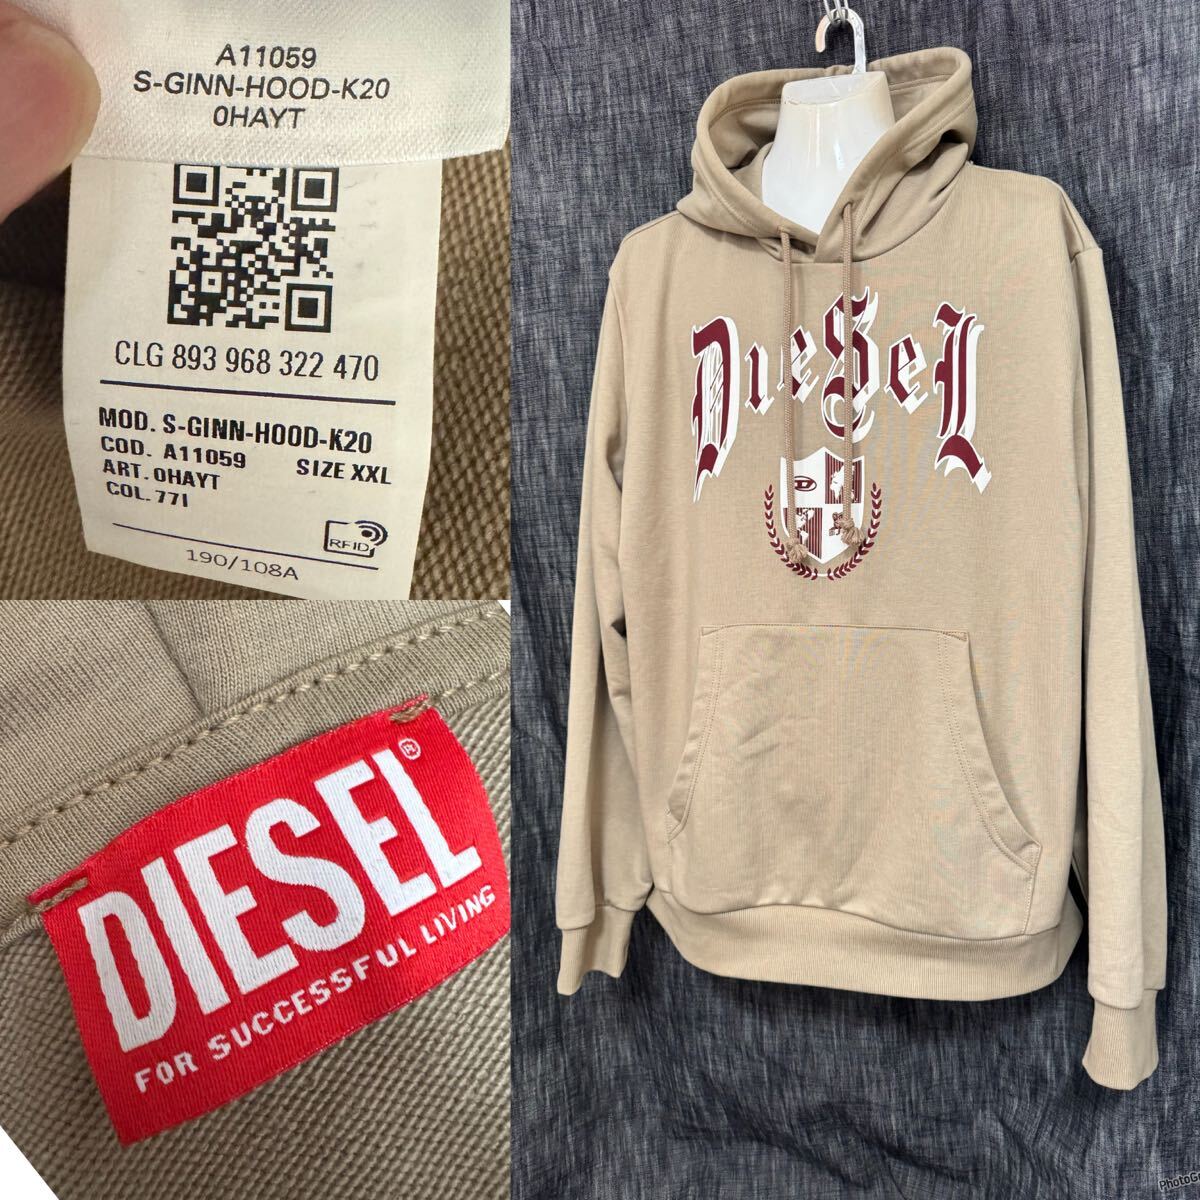 A11059
S-GINN-HOOD-K20
0HAYT
CLG 893 968 322 470
MOD. S-GINN-HOOD-K20
COD. A11059 SIZE XXL
ART. 0HAYT
COL. 771
RFID
190/108A
DIESEL®
FOR SUCCESSFUL LIVING
DIeSeL
D